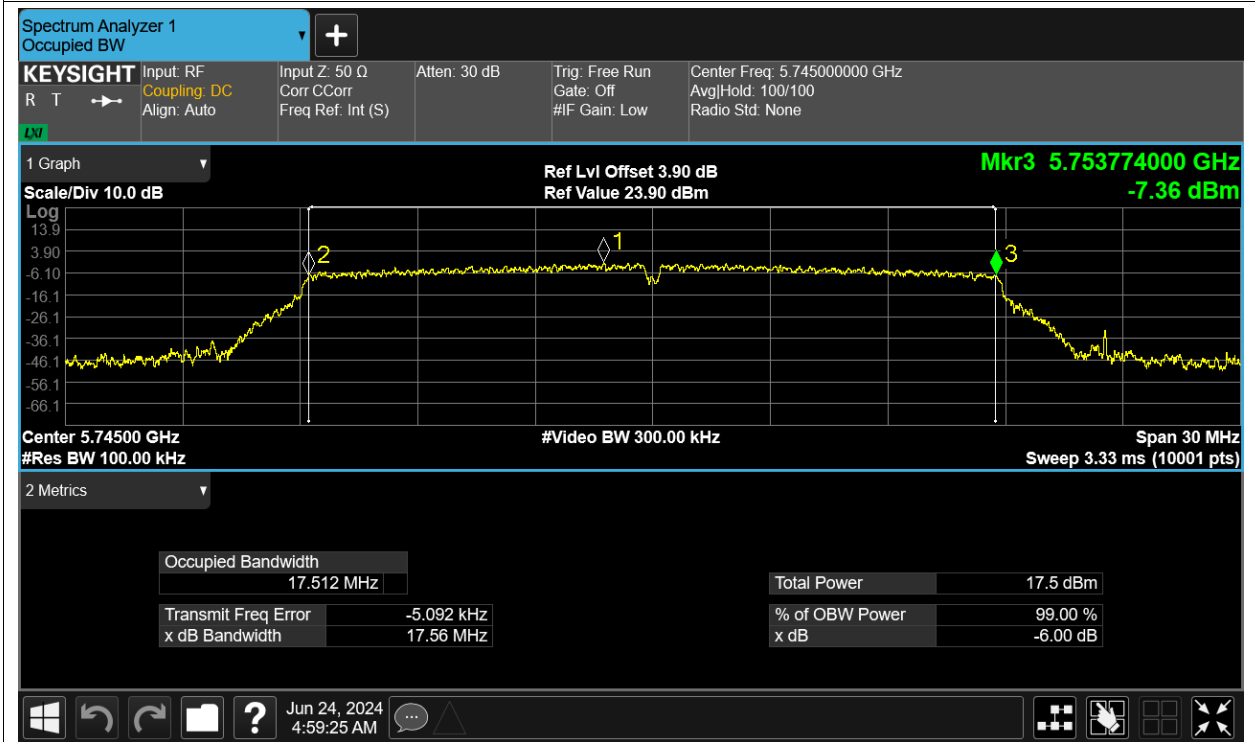 Spectrum Analyzer 1
Occupied BW
+
KEYSIGHT Input: RF Input Z: 50 Ω Atten: 30 dB Trig: Free Run Center Freq: 5.745000000 GHz
R T Coupling: DC Corr CCorr Gate: Off Avg|Hold: 100/100
Align: Auto Freq Ref: Int (S) #IF Gain: Low Radio Std: None
LXI
1 Graph Ref Lvl Offset 3.90 dB Mkr3 5.753774000 GHz
Scale/Div 10.0 dB Ref Value 23.90 dBm -7.36 dBm
Log
13.9
1
3.90
2
3
-6.10
-16.1
-26.1
-36.1
-46.1
-56.1
-66.1
Center 5.74500 GHz #Video BW 300.00 kHz Span 30 MHz
#Res BW 100.00 kHz Sweep 3.33 ms (10001 pts)
2 Metrics
Occupied Bandwidth
17.512 MHz Total Power 17.5 dBm
Transmit Freq Error -5.092 kHz % of OBW Power 99.00 %
x dB Bandwidth 17.56 MHz x dB -6.00 dB
? Jun 24, 2024
4:59:25 AM